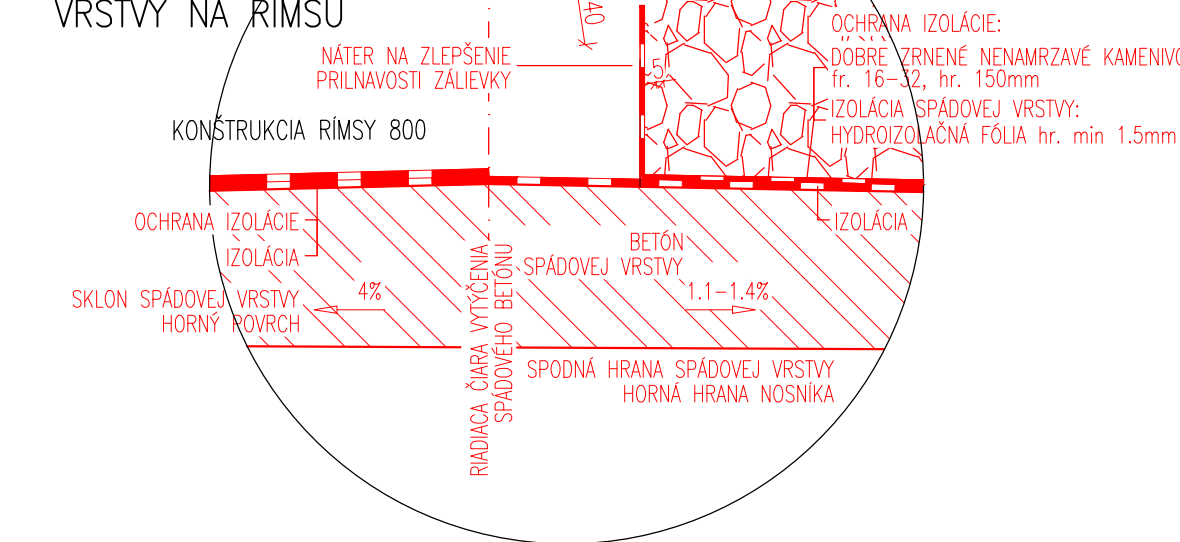 VRSTVY NA RÍMSU
40
OCHRANA IZOLÁCIE:
DOBRE ZRNENÉ NENAMRZAVÉ KAMENIVO
fr. 16-32, hr. 150mm
IZOLÁCIA SPÁDOVEJ VRSTVY:
HYDROIZOLAČNÁ FÓLIA hr. min 1.5mm
NÁTER NA ZLEPŠENIE
PRILNAVOSTI ZÁLIEVKY
5
KONŠTRUKCIA RÍMSY 800
OCHRANA IZOLÁCIE
IZOLÁCIA
IZOLÁCIA
BETÓN
SPÁDOVEJ VRSTVY
SKLON SPÁDOVEJ VRSTVY
HORNÝ POVRCH
4%
1.1-1.4%
RIADIACA ČIARA VYTÝČENIA
SPÁDOVÉHO BETÓNU
SPODNÁ HRANA SPÁDOVEJ VRSTVY
HORNÁ HRANA NOSNÍKA